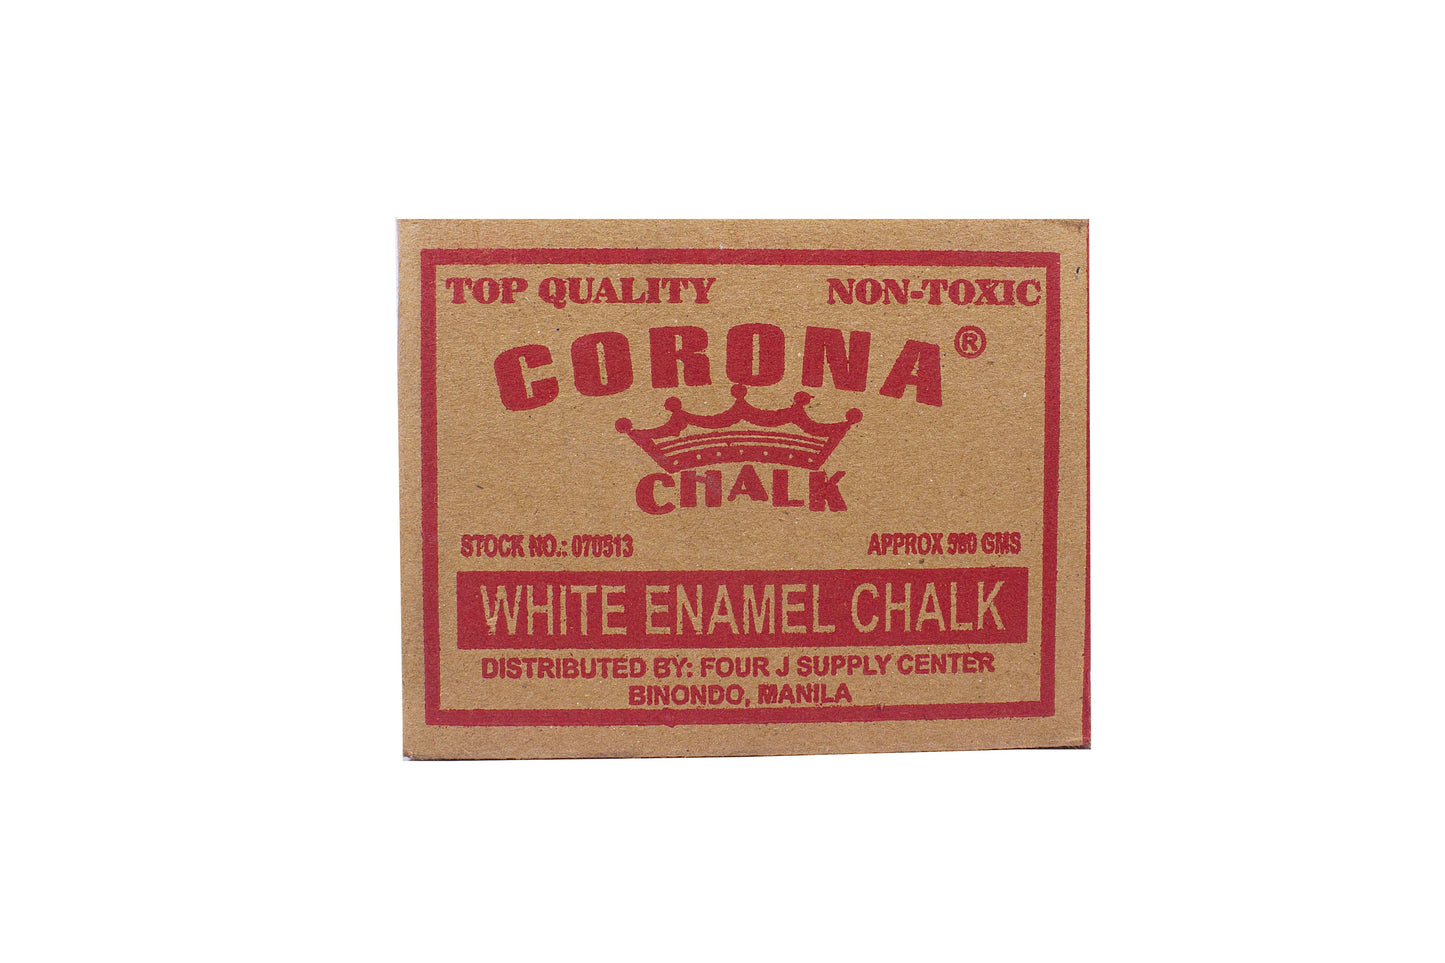 TOP QUALITY NON-TOXIC
CORONA®
CHALK
STOCK NO.: 070513 APPROX 980 GMS
WHITE ENAMEL CHALK
DISTRIBUTED BY: FOUR J SUPPLY CENTER
BINONDO, MANILA